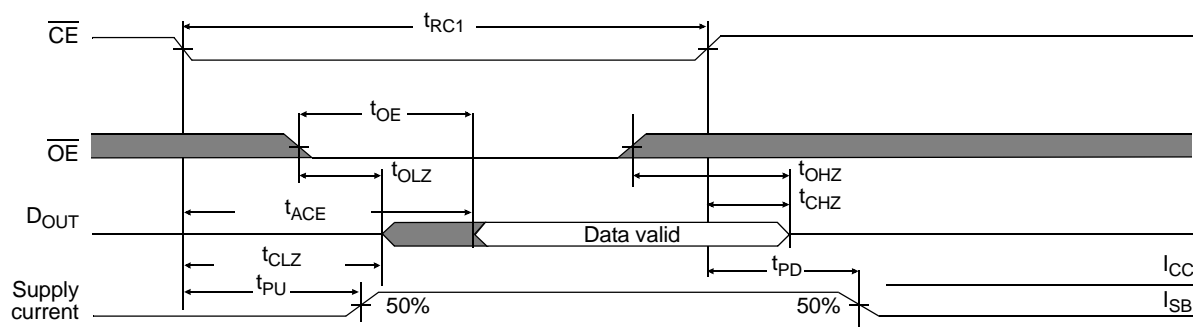 CE
tRC1
OE
tOE
tOLZ
tOHZ
tCHZ
DOUT
tACE
Data valid
tCLZ
tPD
ICC
tPU
Supply
current
50%
50%
ISB